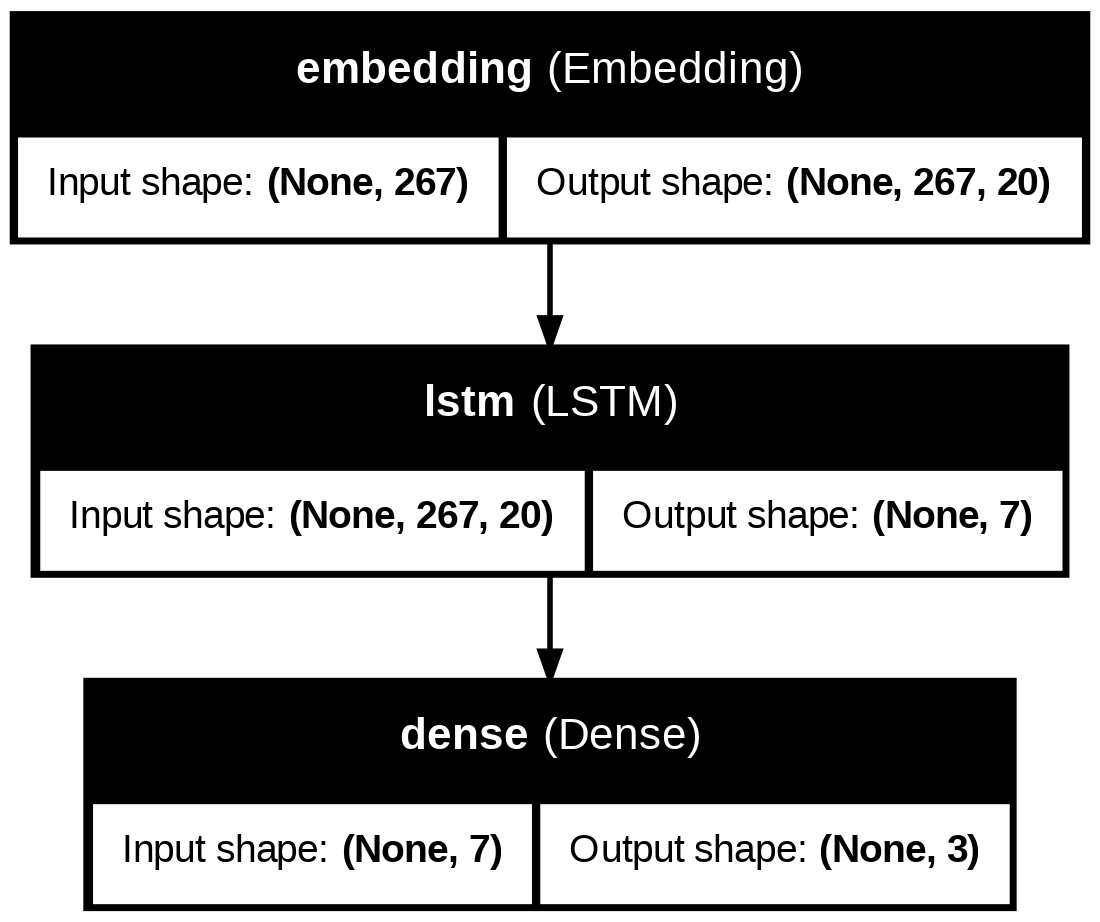 embedding (Embedding)
Input shape: (None, 267) Output shape: (None, 267, 20)
lstm (LSTM)
Input shape: (None, 267, 20) Output shape: (None, 7)
dense (Dense)
Input shape: (None, 7) Output shape: (None, 3)